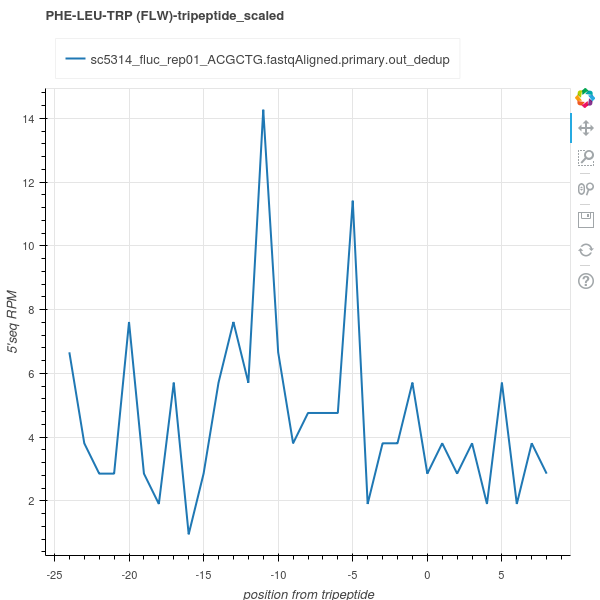 PHE-LEU-TRP (FLW)-tripeptide_scaled
sc5314_fluc_rep01_ACGCTG.fastqAligned.primary.out_dedup
14
12
10
8
6
4
2
5'seq RPM
-25 -20 -15 -10 -5 0 5
position from tripeptide